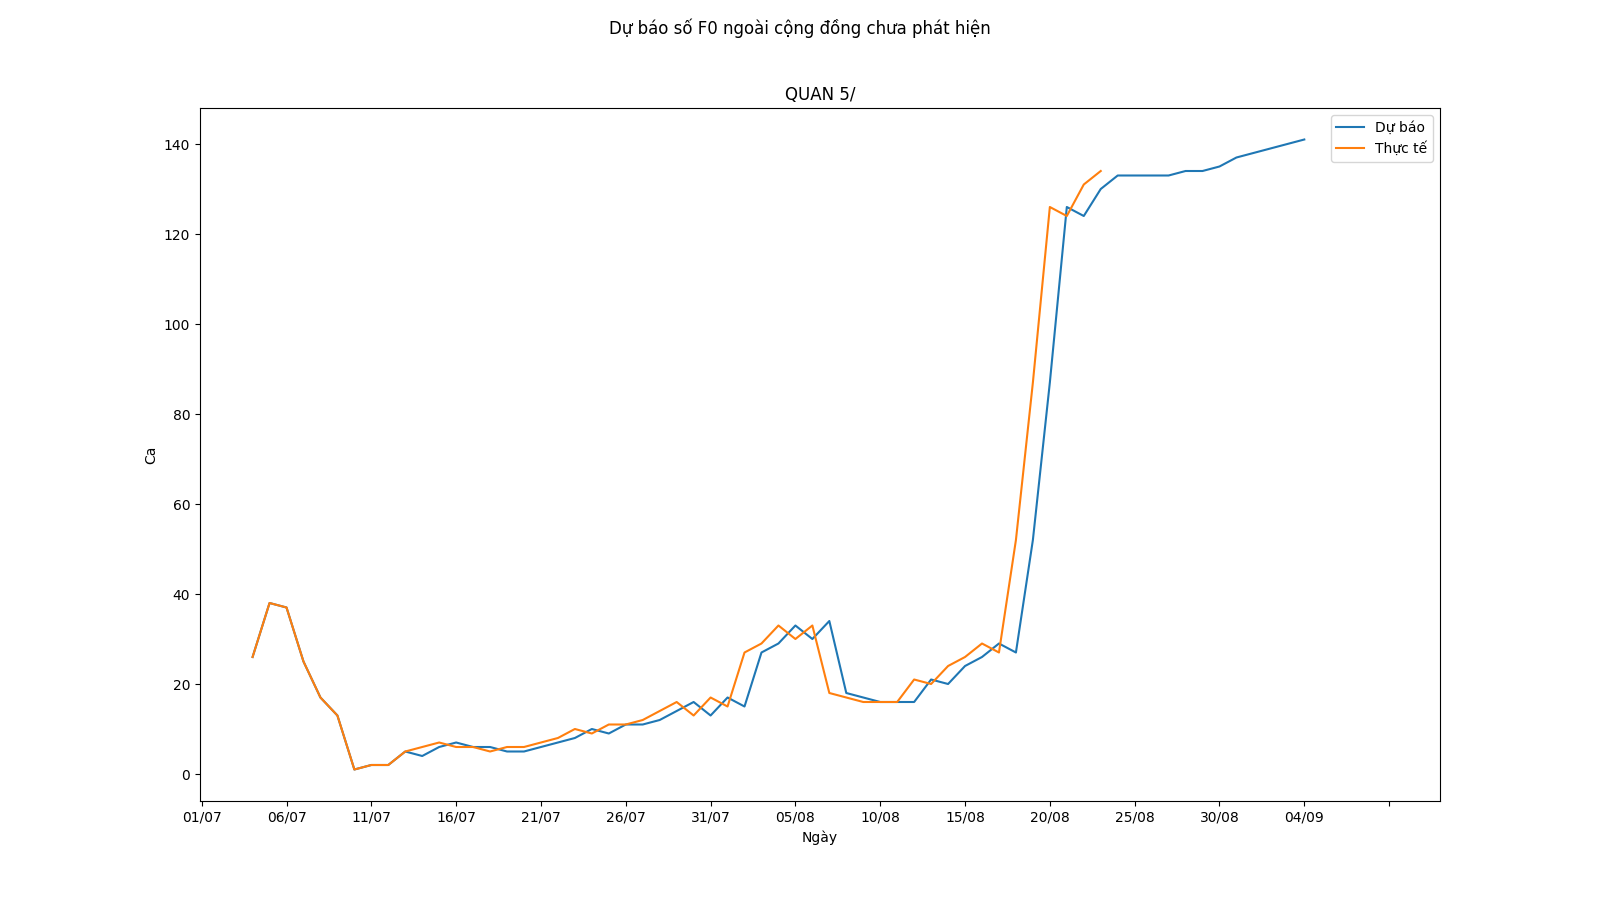 Dự báo số F0 ngoài cộng đồng chưa phát hiện
QUAN 5/
Dự báo
Thực tế
140
120
100
80
60
40
20
0
Ca
01/07 06/07 11/07 16/07 21/07 26/07 31/07 05/08 10/08 15/08 20/08 25/08 30/08 04/09
Ngày